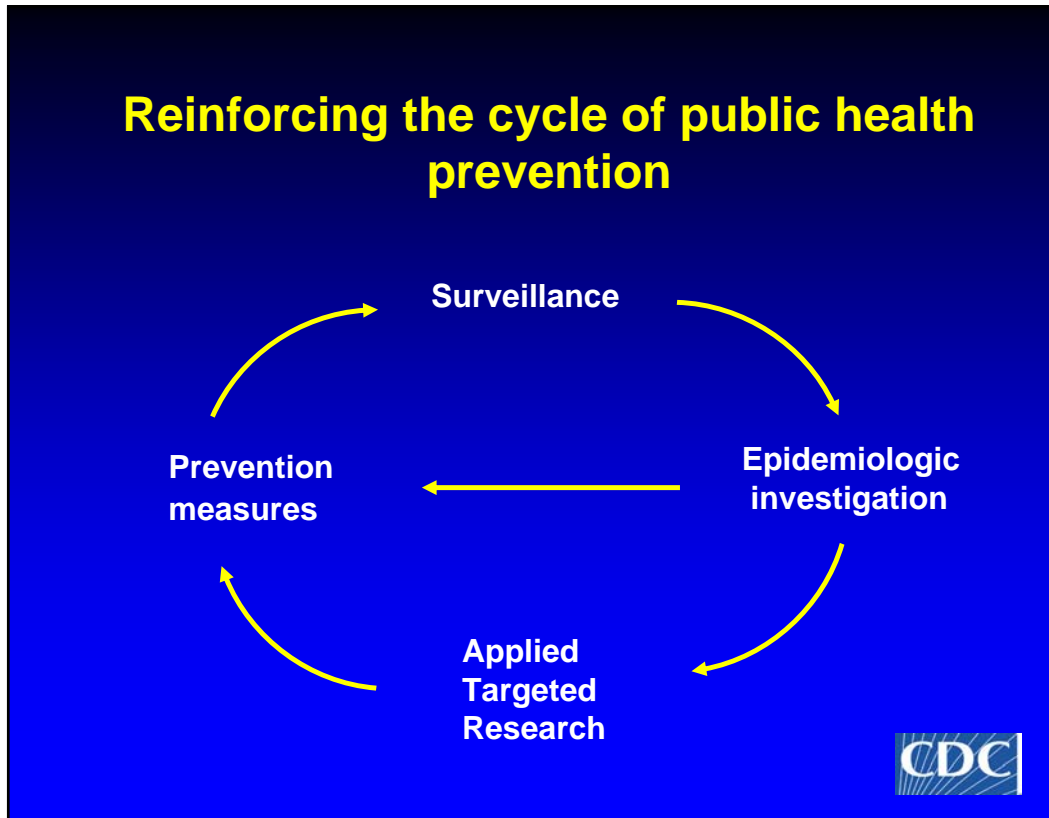 Reinforcing the cycle of public health
prevention
Surveillance
Prevention
measures
Epidemiologic
investigation
Applied
Targeted
Research
CDC